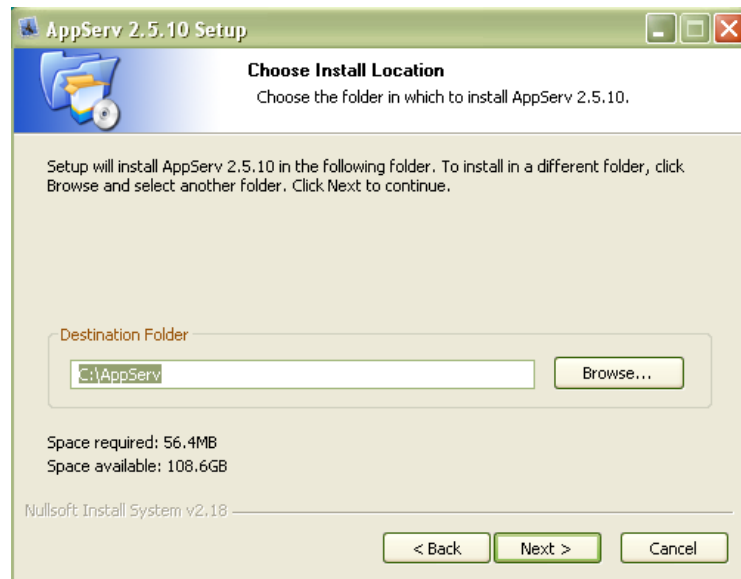 AppServ 2.5.10 Setup
Choose Install Location
Choose the folder in which to install AppServ 2.5.10.
Setup will install AppServ 2.5.10 in the following folder. To install in a different folder, click
Browse and select another folder. Click Next to continue.
Destination Folder
C:\AppServ
Browse...
Space required: 56.4MB
Space available: 108.6GB
Nullsoft Install System v2.18
< Back
Next >
Cancel